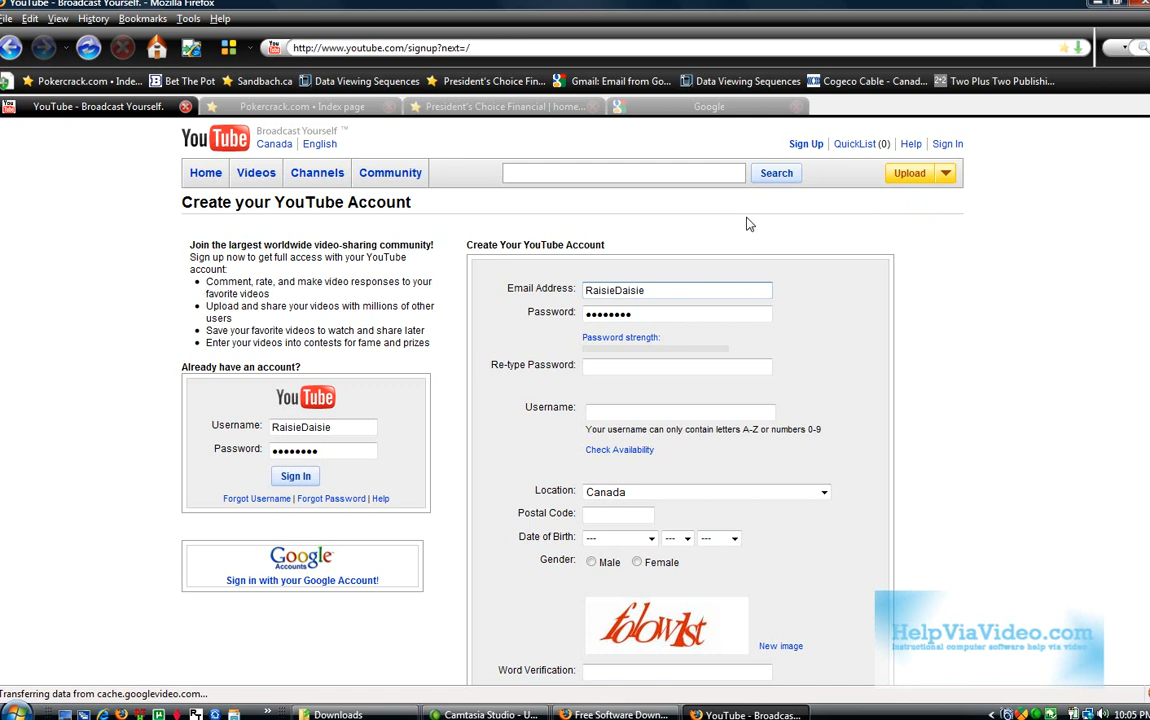 YouTube - Broadcast Yourself. - Mozilla Firefox
File Edit View History Bookmarks Tools Help
http://www.youtube.com/signup?next=/
Pokercrack.com • Inde... Bet The Pot Sandbach.ca Data Viewing Sequences President's Choice Fin... Gmail: Email from Go... Data Viewing Sequences Cogeco Cable - Canad... Two Plus Two Publishi...
YouTube - Broadcast Yourself. Pokercrack.com • Index page President's Choice Financial | home... Google
YouTube Broadcast Yourself ™
Canada English
Sign Up QuickList (0) Help Sign In
Home Videos Channels Community Search Upload
Create your YouTube Account
Join the largest worldwide video-sharing community!
Sign up now to get full access with your YouTube
account:
• Comment, rate, and make video responses to your
favorite videos
• Upload and share your videos with millions of other
users
• Save your favorite videos to watch and share later
• Enter your videos into contests for fame and prizes
Already have an account?
YouTube
Username: RaisieDaisie
Password: ••••••••
Sign In
Forgot Username | Forgot Password | Help
Google
Accounts
Sign in with your Google Account!
Create Your YouTube Account
Email Address: RaisieDaisie
Password: ••••••••
Password strength:
Re-type Password:
Username:
Your username can only contain letters A-Z or numbers 0-9
Check Availability
Location: Canada
Postal Code:
Date of Birth: --- --- ---
Gender: Male Female
New image
Word Verification:
HelpViaVideo.com
Instructional computer software help via video
Transferring data from cache.googlevideo.com...
Downloads Camtasia Studio - U... Free Software Down... YouTube - Broadcas... 10:05 PM